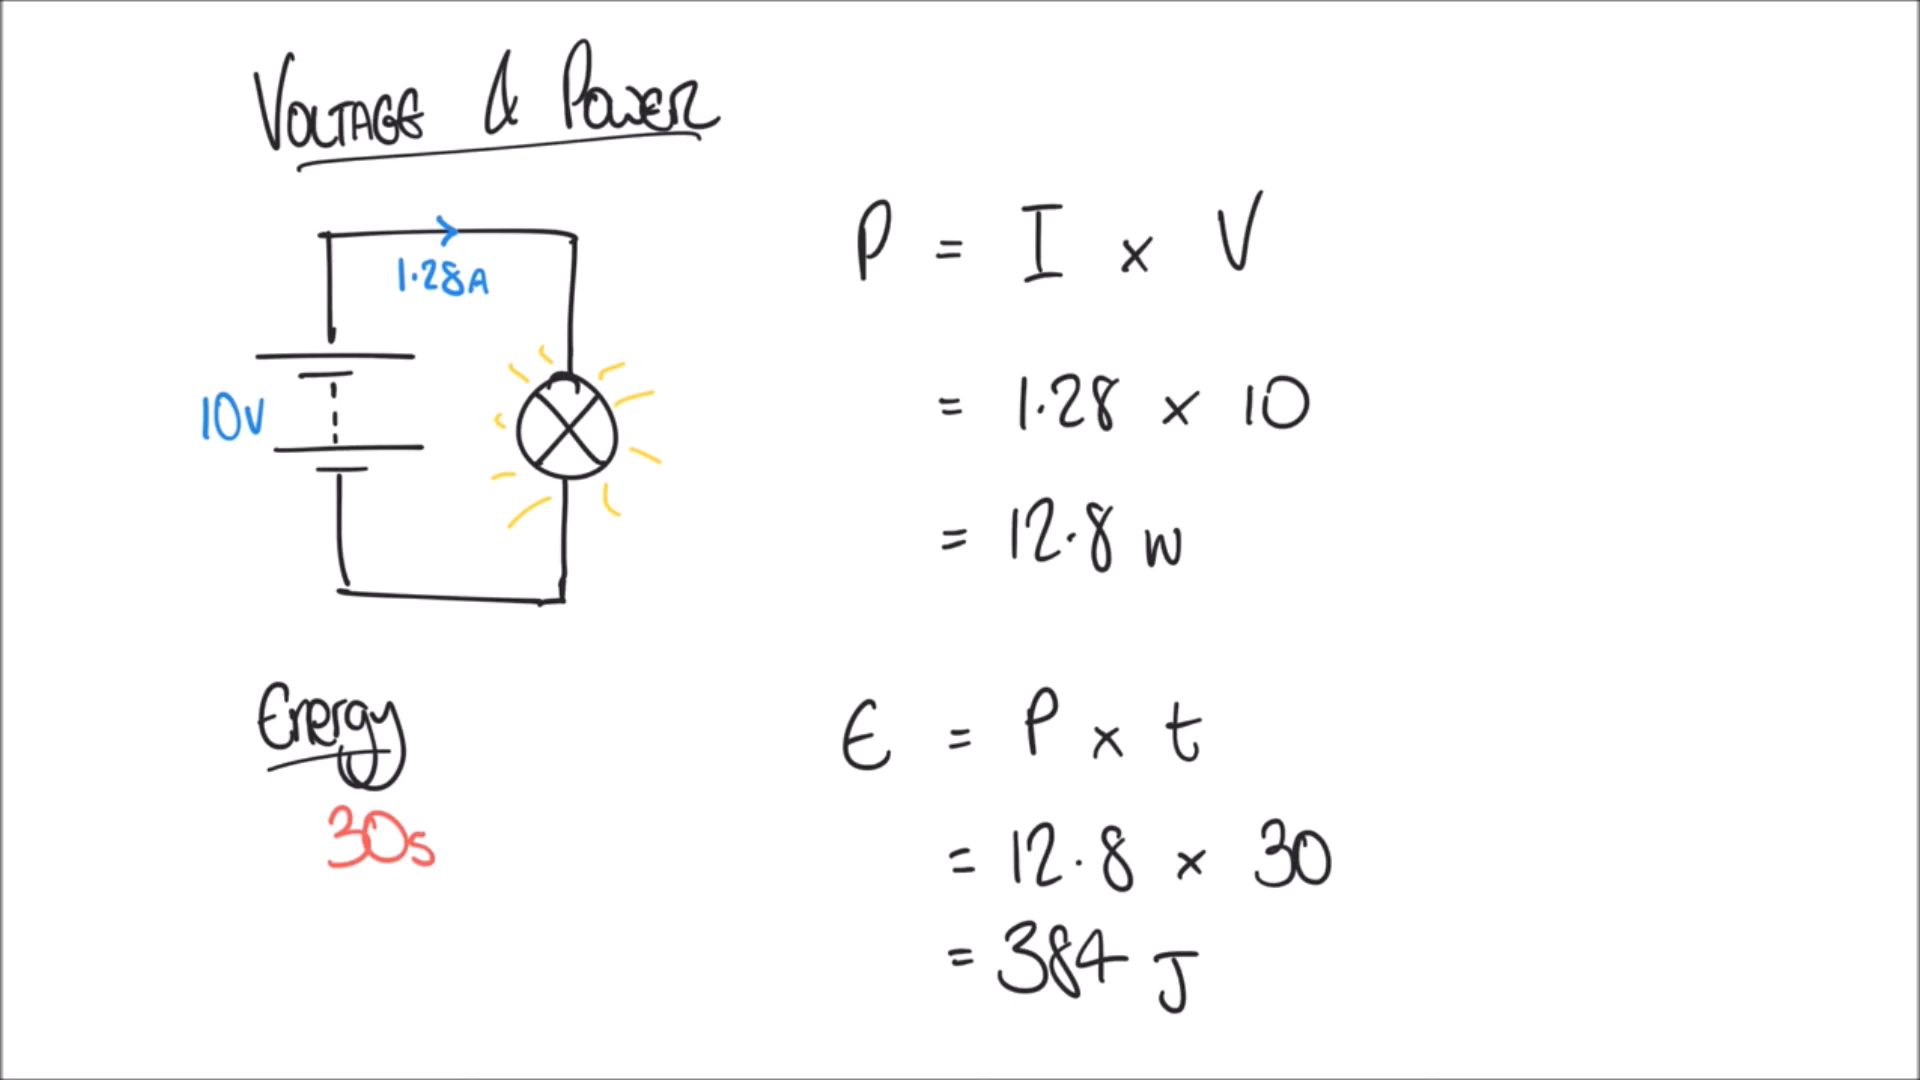 VOLTAGE & POWER
1.28A
10V
P = I x V
= 1.28 x 10
= 12.8 W
Energy
30s
E = P x t
= 12.8 x 30
= 384 J